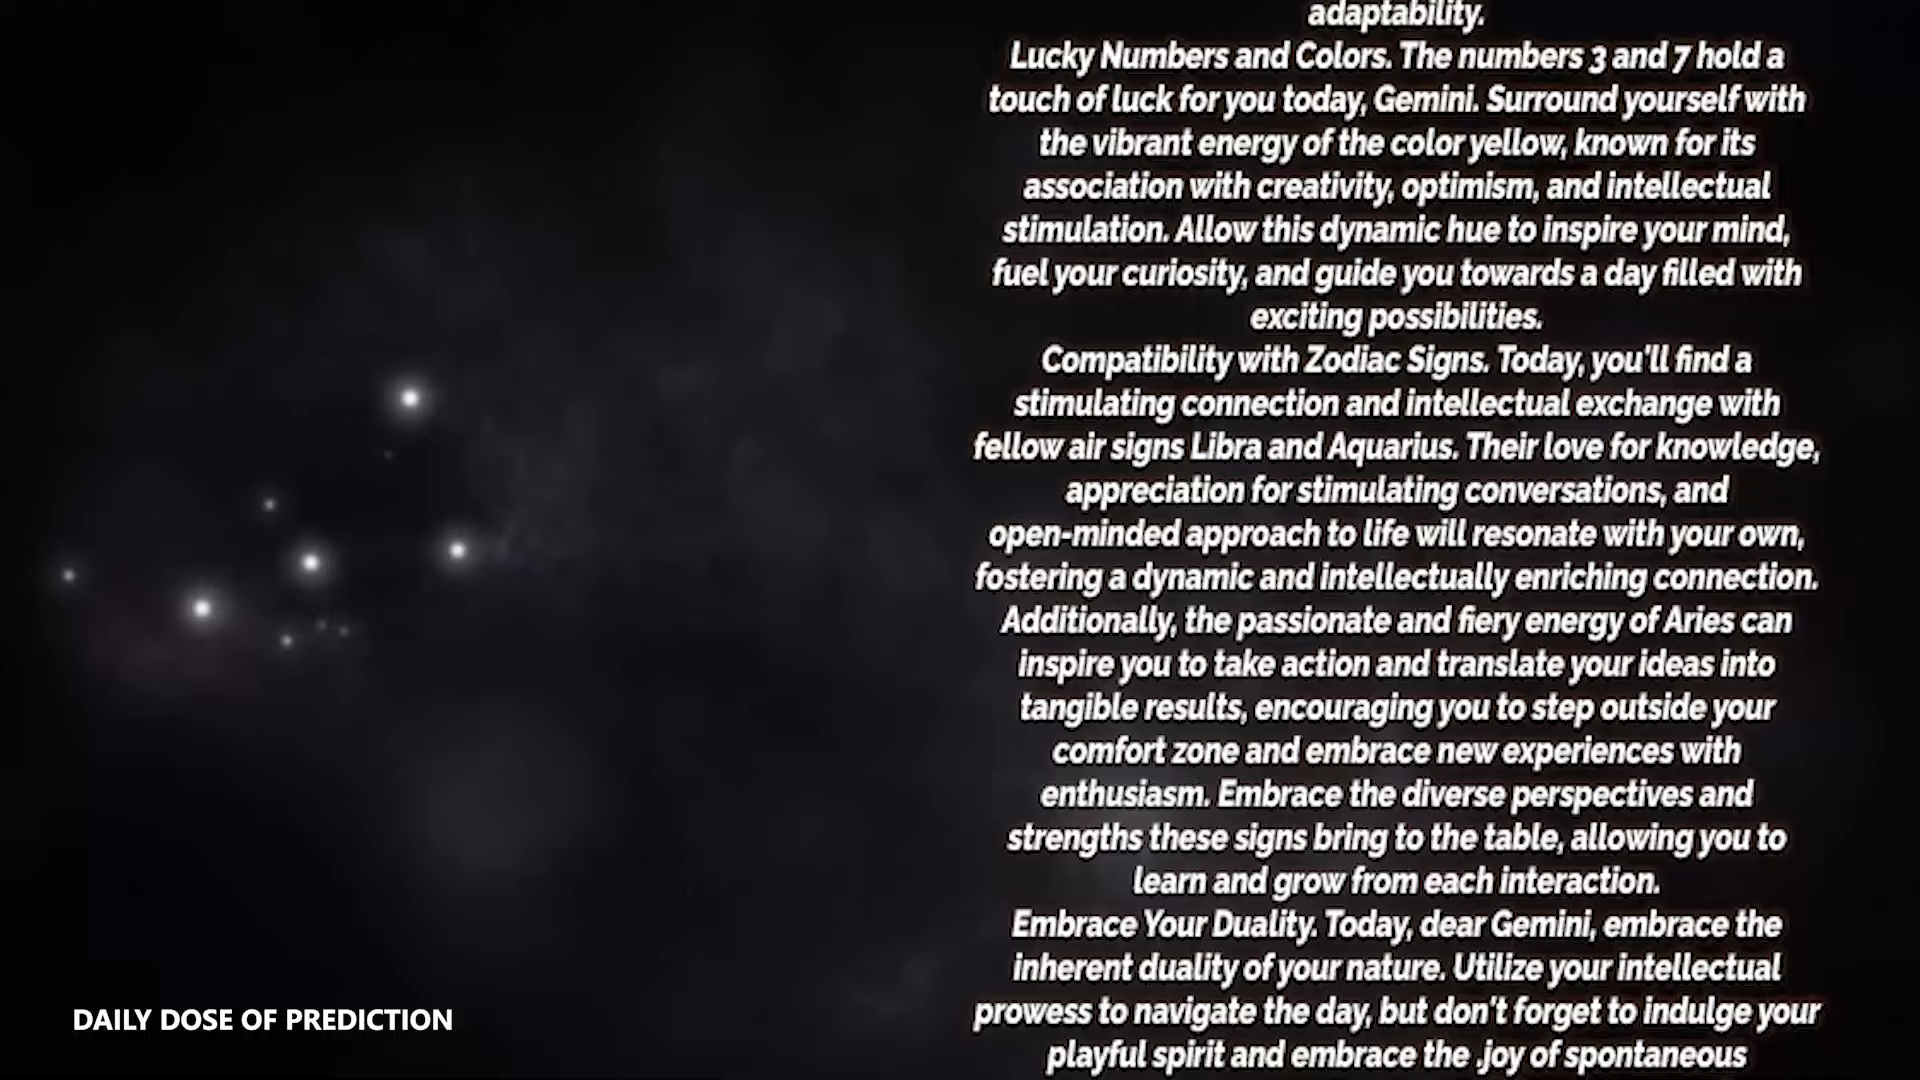 adaptability.
Lucky Numbers and Colors. The numbers 3 and 7 hold a
touch of luck for you today, Gemini. Surround yourself with
the vibrant energy of the color yellow, known for its
association with creativity, optimism, and intellectual
stimulation. Allow this dynamic hue to inspire your mind,
fuel your curiosity, and guide you towards a day filled with
exciting possibilities.
Compatibility with Zodiac Signs. Today, you'll find a
stimulating connection and intellectual exchange with
fellow air signs Libra and Aquarius. Their love for knowledge,
appreciation for stimulating conversations, and
open-minded approach to life will resonate with your own,
fostering a dynamic and intellectually enriching connection.
Additionally, the passionate and fiery energy of Aries can
inspire you to take action and translate your ideas into
tangible results, encouraging you to step outside your
comfort zone and embrace new experiences with
enthusiasm. Embrace the diverse perspectives and
strengths these signs bring to the table, allowing you to
learn and grow from each interaction.
Embrace Your Duality. Today, dear Gemini, embrace the
inherent duality of your nature. Utilize your intellectual
prowess to navigate the day, but don't forget to indulge your
playful spirit and embrace the .joy of spontaneous
DAILY DOSE OF PREDICTION